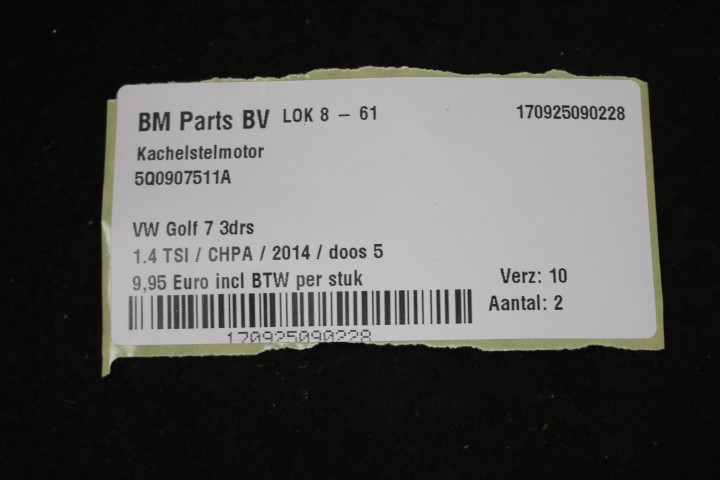 BM Parts BV LOK 8 – 61 170925090228
Kachelstelmotor
5Q0907511A
VW Golf 7 3drs
1.4 TSI / CHPA / 2014 / doos 5
9,95 Euro incl BTW per stuk Verz: 10
Aantal: 2
170925090228